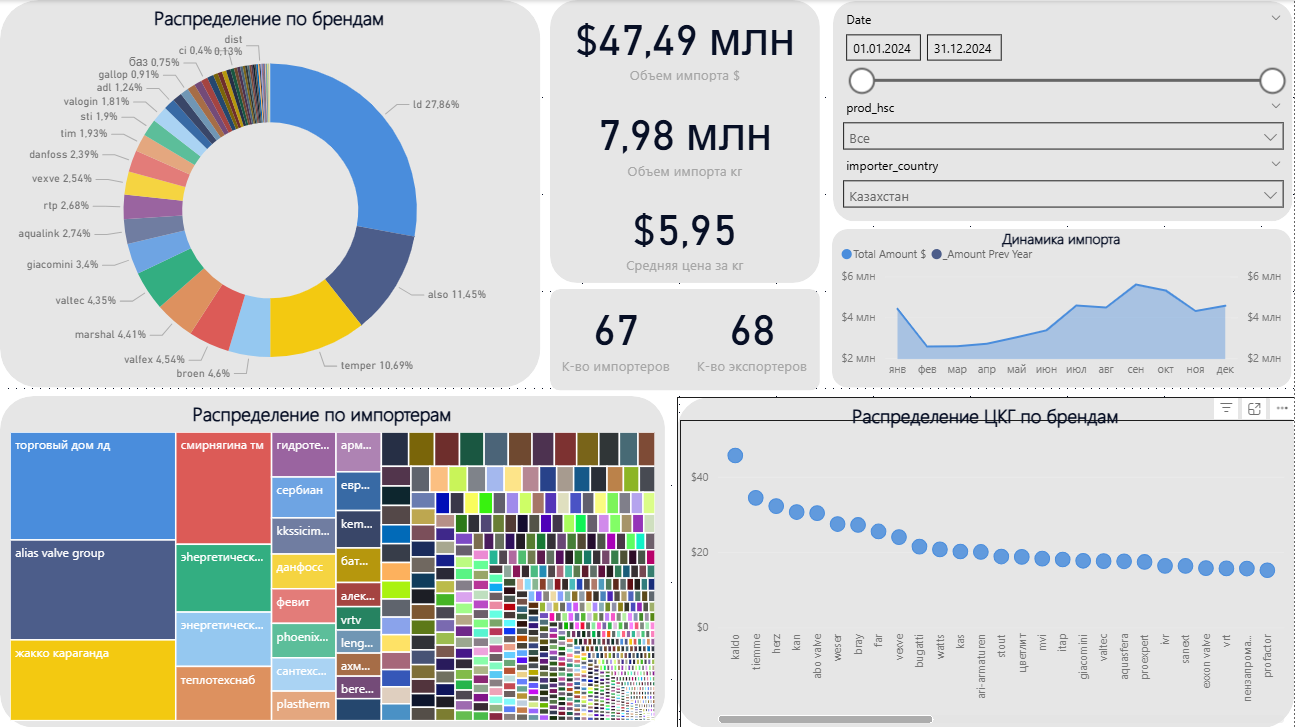 Распределение по брендам
dist
ci 0,4% 0,13%
баз 0,75%
gallop 0,91%
adl 1,24%
valogin 1,81%
sti 1,9%
tim 1,93%
danfoss 2,39%
vexve 2,54%
rtp 2,68%
aqualink 2,74%
giacomini 3,4%
valtec 4,35%
marshal 4,41%
valfex 4,54%
broen 4,6%
ld 27,86%
also 11,45%
temper 10,69%
$47,49 млн
Объем импорта $
7,98 млн
Объем импорта кг
$5,95
Средняя цена за кг
67
К-во импортеров
68
К-во экспортеров
Date
01.01.2024 31.12.2024
prod_hsc
Все
importer_country
Казахстан
Динамика импорта
Total Amount $ _Amount Prev Year
$6 млн $6 млн
$4 млн $4 млн
$2 млн $2 млн
янв фев мар апр май июн июл авг сен окт ноя дек
Распределение по импортерам
торговый дом лд
alias valve group
жакко караганда
смирнягина тм
энергетическ...
энергетическ...
теплотехснаб
гидроте...
сербиан
kkssicim...
данфосс
февит
phoenix...
сантехс...
plastherm
арм...
евр...
kem...
бат...
алек...
vrtv
leng...
ахм...
bere...
Распределение ЦКГ по брендам
$40
$20
$0
kaldo
tiemme
herz
kan
abo valve
weser
bray
far
vexve
bugatti
watts
kas
ari-armaturen
stout
цветлит
nvi
itap
giacomini
valtec
aquasfera
proexpert
ivr
sanext
exxon valve
vrt
пензапрома...
profactor